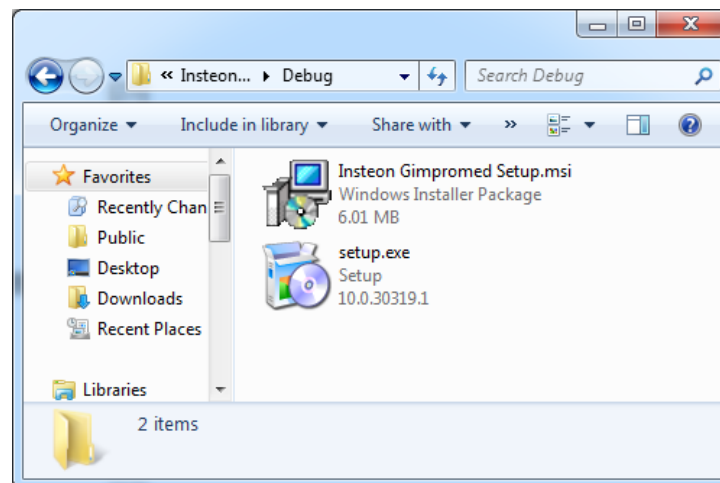 « Insteon... Debug
Search Debug
Organize
Include in library
Share with
»
Favorites
Recently Chan
Public
Desktop
Downloads
Recent Places
Libraries
Insteon Gimpromed Setup.msi
Windows Installer Package
6.01 MB
setup.exe
Setup
10.0.30319.1
2 items